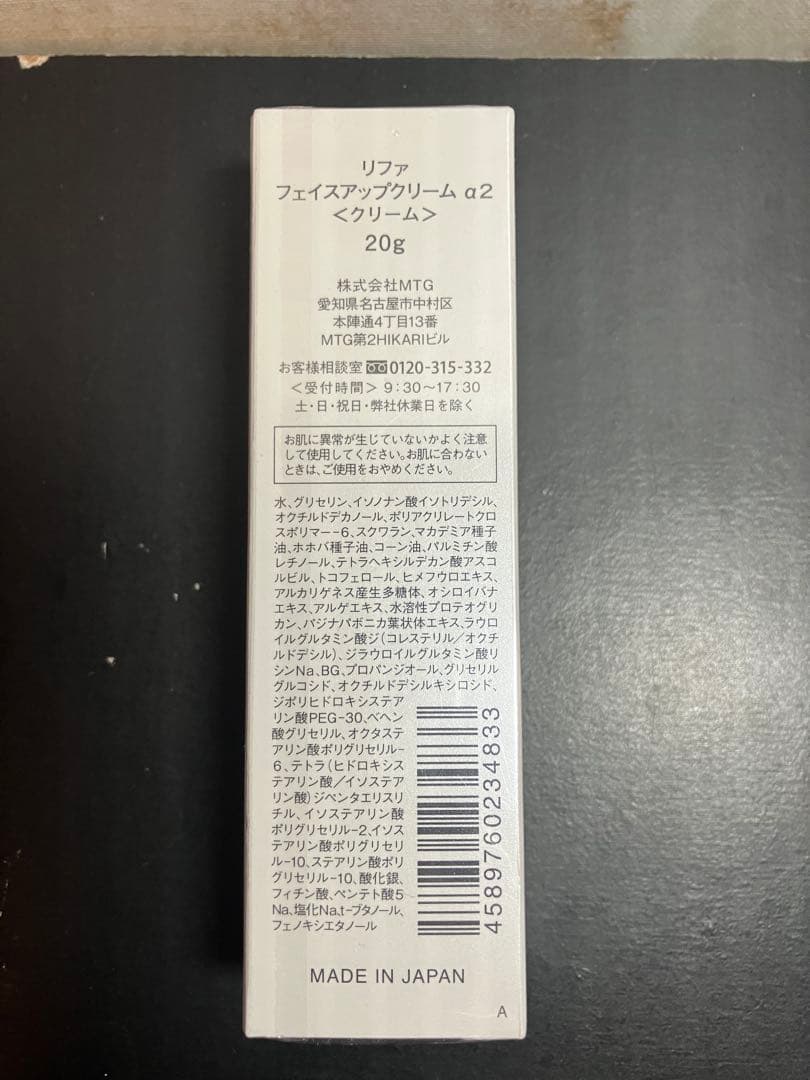 リファ
フェイスアップクリーム α2
＜クリーム＞
20g
株式会社MTG
愛知県名古屋市中村区
本陣通4丁目13番
MTG第2HIKARIビル
お客様相談室 0120-315-332
＜受付時間＞ 9:30～17:30
土・日・祝日・弊社休業日を除く
お肌に異常が生じていないかよく注意
して使用してください。お肌に合わない
ときは、ご使用をおやめください。
水、グリセリン、イソノナン酸イソトリデシル、
オクチルドデカノール、ポリアクリレートクロ
スポリマー-6、スクワラン、マカデミア種子
油、ホホバ種子油、コーン油、パルミチン酸
レチノール、テトラヘキシルデカン酸アスコ
ルビル、トコフェロール、ヒメフウロエキス、
アルカリゲネス産生多糖体、オシロイバナ
エキス、アルゲエキス、水溶性プロテオグリ
カン、パジナパボニカ葉状体エキス、ラウロ
イルグルタミン酸ジ（コレステリル／オクチ
ルドデシル）、ジラウロイルグルタミン酸リ
シンNa、BG、プロパンジオール、グリセリル
グルコシド、オクチルドデシルキシロシド、
ジポリヒドロキシステア
リン酸PEG-30、ベヘン
酸グリセリル、オクタステ
アリン酸ポリグリセリル-
6、テトラ（ヒドロキシス
テアリン酸／イソステア
リン酸）ジペンタエリスリ
チル、イソステアリン酸
ポリグリセリル-2、イソス
テアリン酸ポリグリセリ
ル-10、ステアリン酸ポリ
グリセリル-10、酸化銀、
フィチン酸、ペンテト酸5
Na、塩化Na、t-ブタノール、
フェノキシエタノール
4589760234833
MADE IN JAPAN
A